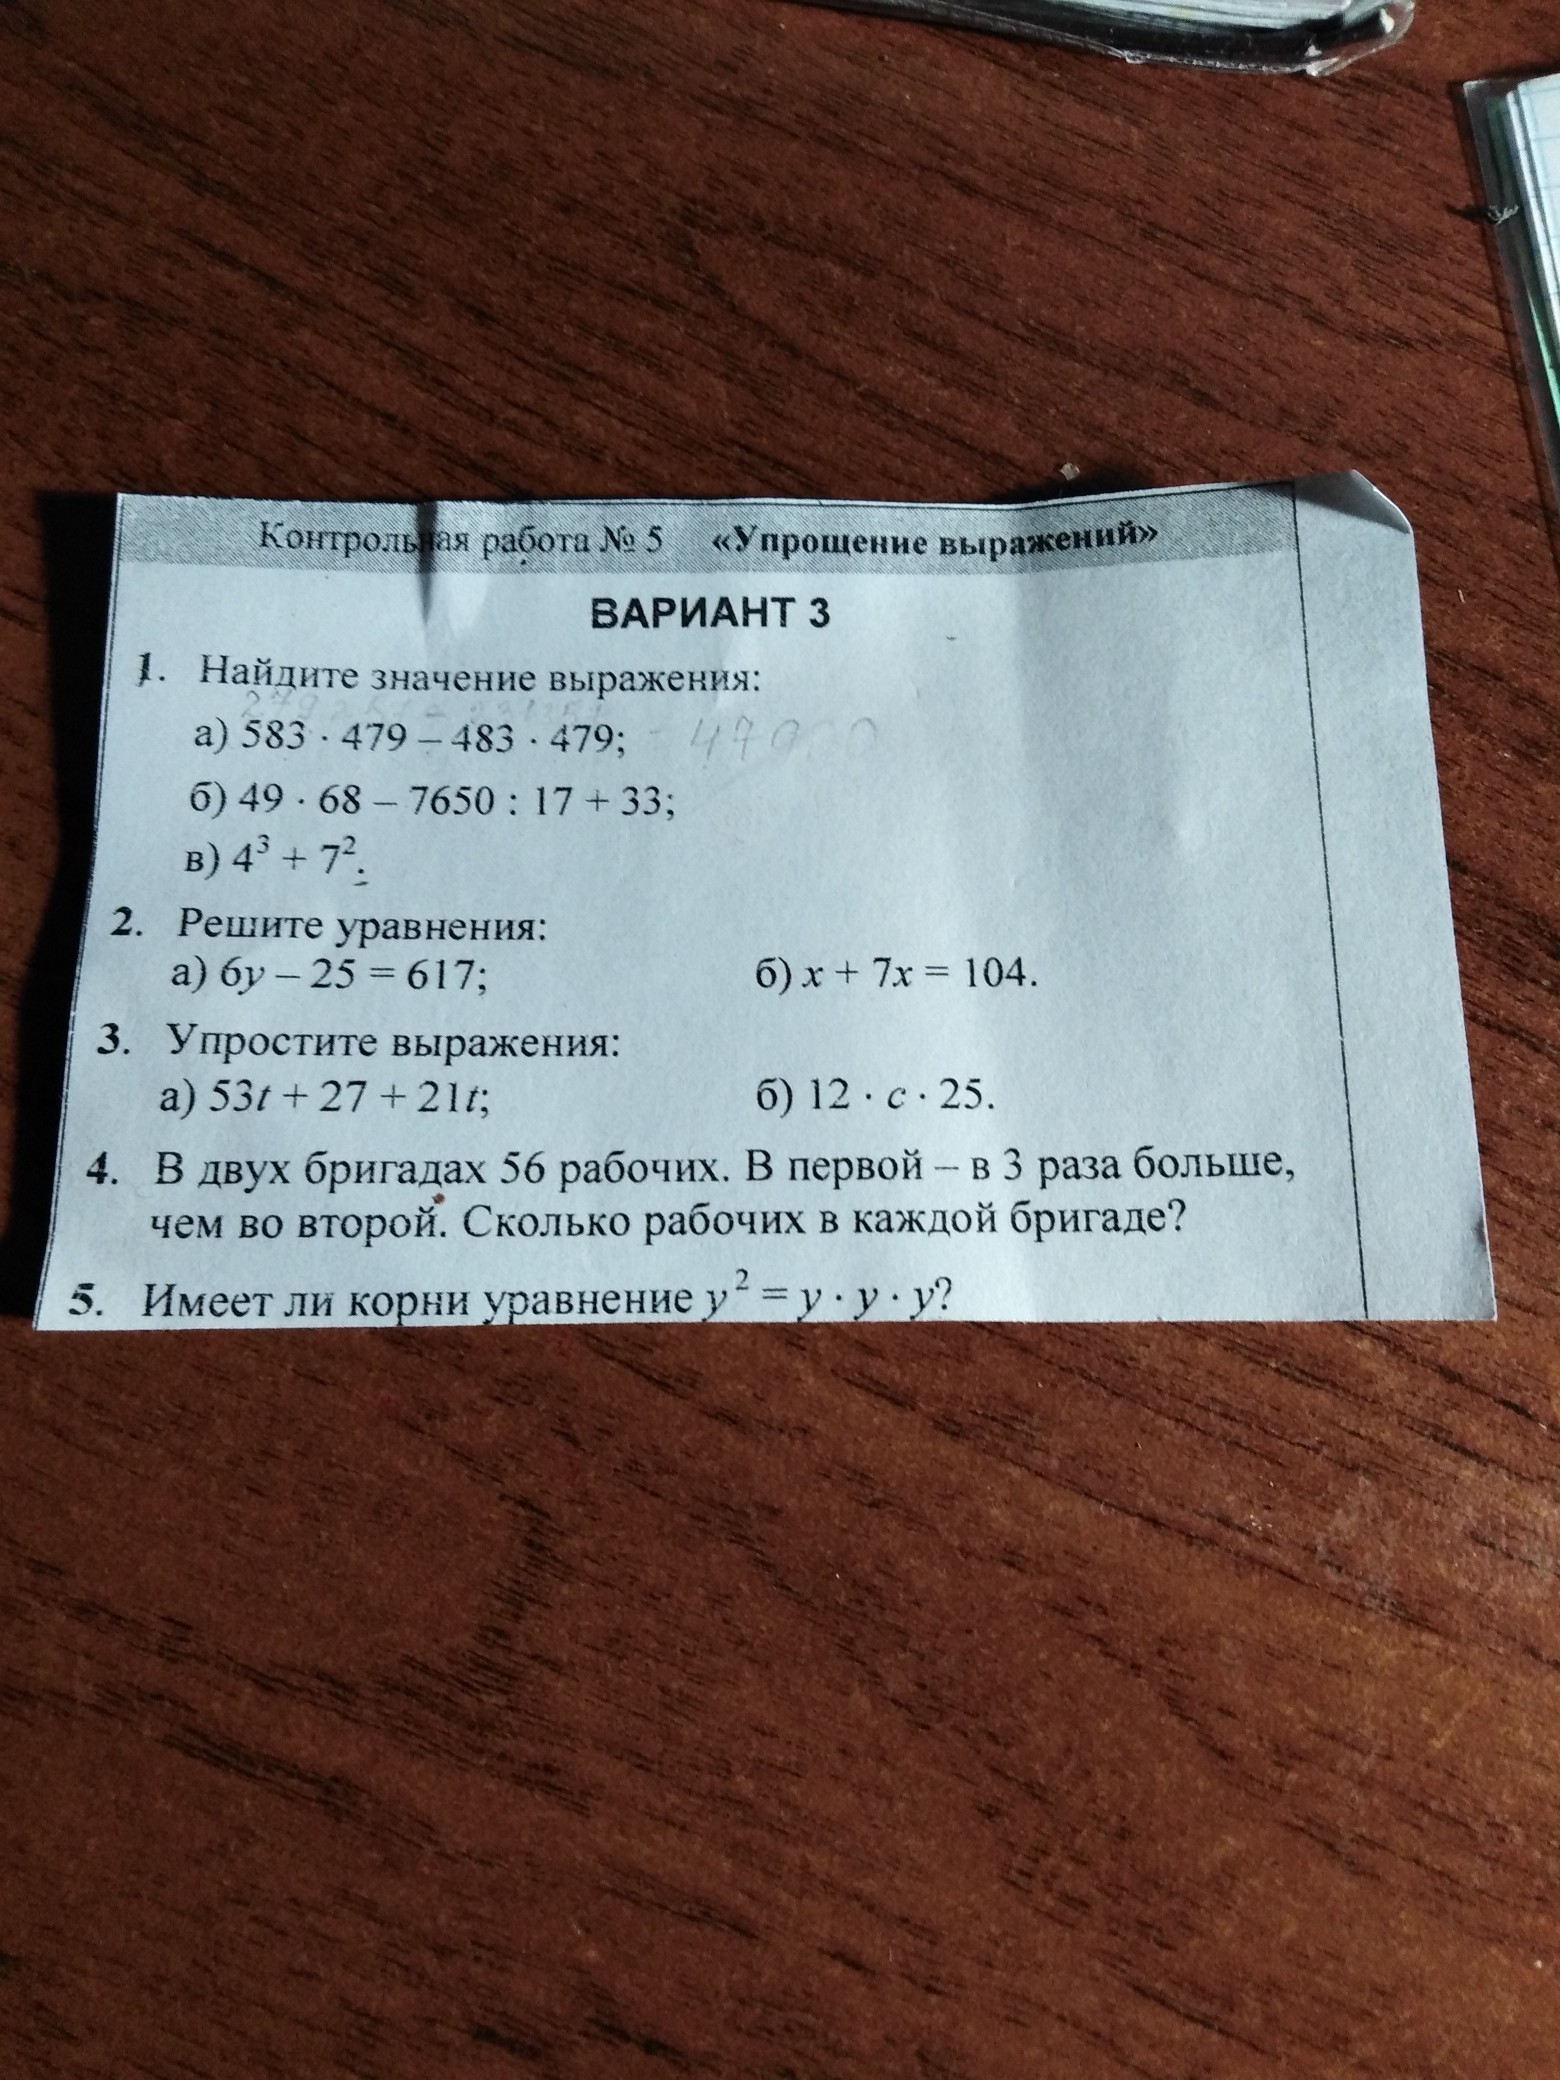 Контрольная работа № 5 «Упрощение выражений»
ВАРИАНТ 3
1. Найдите значение выражения:
а) 583 · 479 – 483 · 479;
б) 49 · 68 – 7650 : 17 + 33;
в) 4³ + 7².
2. Решите уравнения:
а) 6y – 25 = 617; б) x + 7x = 104.
3. Упростите выражения:
а) 53t + 27 + 21t; б) 12 · c · 25.
4. В двух бригадах 56 рабочих. В первой – в 3 раза больше,
чем во второй. Сколько рабочих в каждой бригаде?
5. Имеет ли корни уравнение y² = y · y · y?